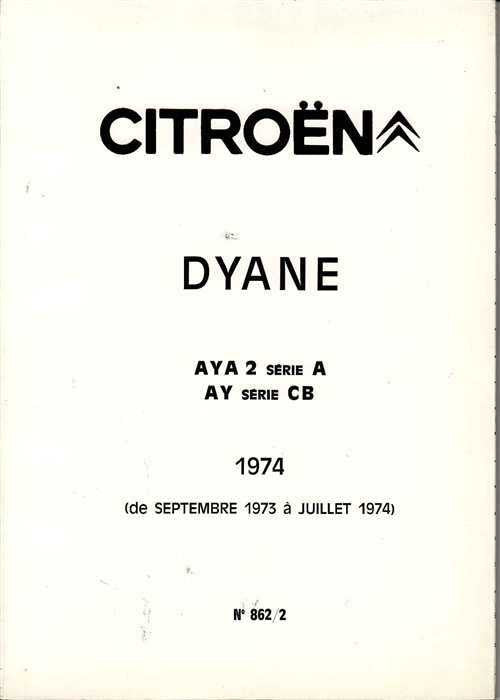 CITROËN
DYANE
AYA 2 SÉRIE A
AY SÉRIE CB
1974
(de SEPTEMBRE 1973 à JUILLET 1974)
N° 862/2